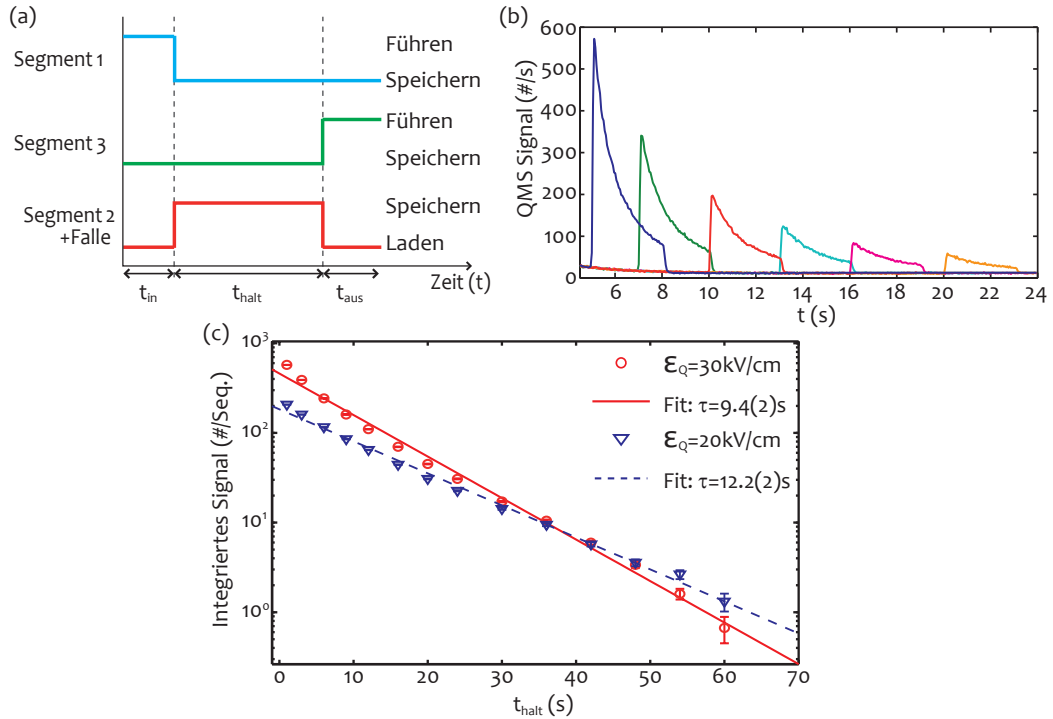 (a)
Segment 1
Führen
Speichern
Segment 3
Führen
Speichern
Segment 2
+Falle
Speichern
Laden
t_in
t_halt
t_aus
Zeit (t)
(b)
QMS Signal (#/s)
600
500
400
300
200
100
0
6 8 10 12 14 16 18 20 22 24
t (s)
(c)
Integriertes Signal (#/Seq.)
10³
10²
10¹
10⁰
ε_Q=30kV/cm
Fit: τ=9.4(2)s
ε_Q=20kV/cm
Fit: τ=12.2(2)s
0 10 20 30 40 50 60 70
t_halt (s)